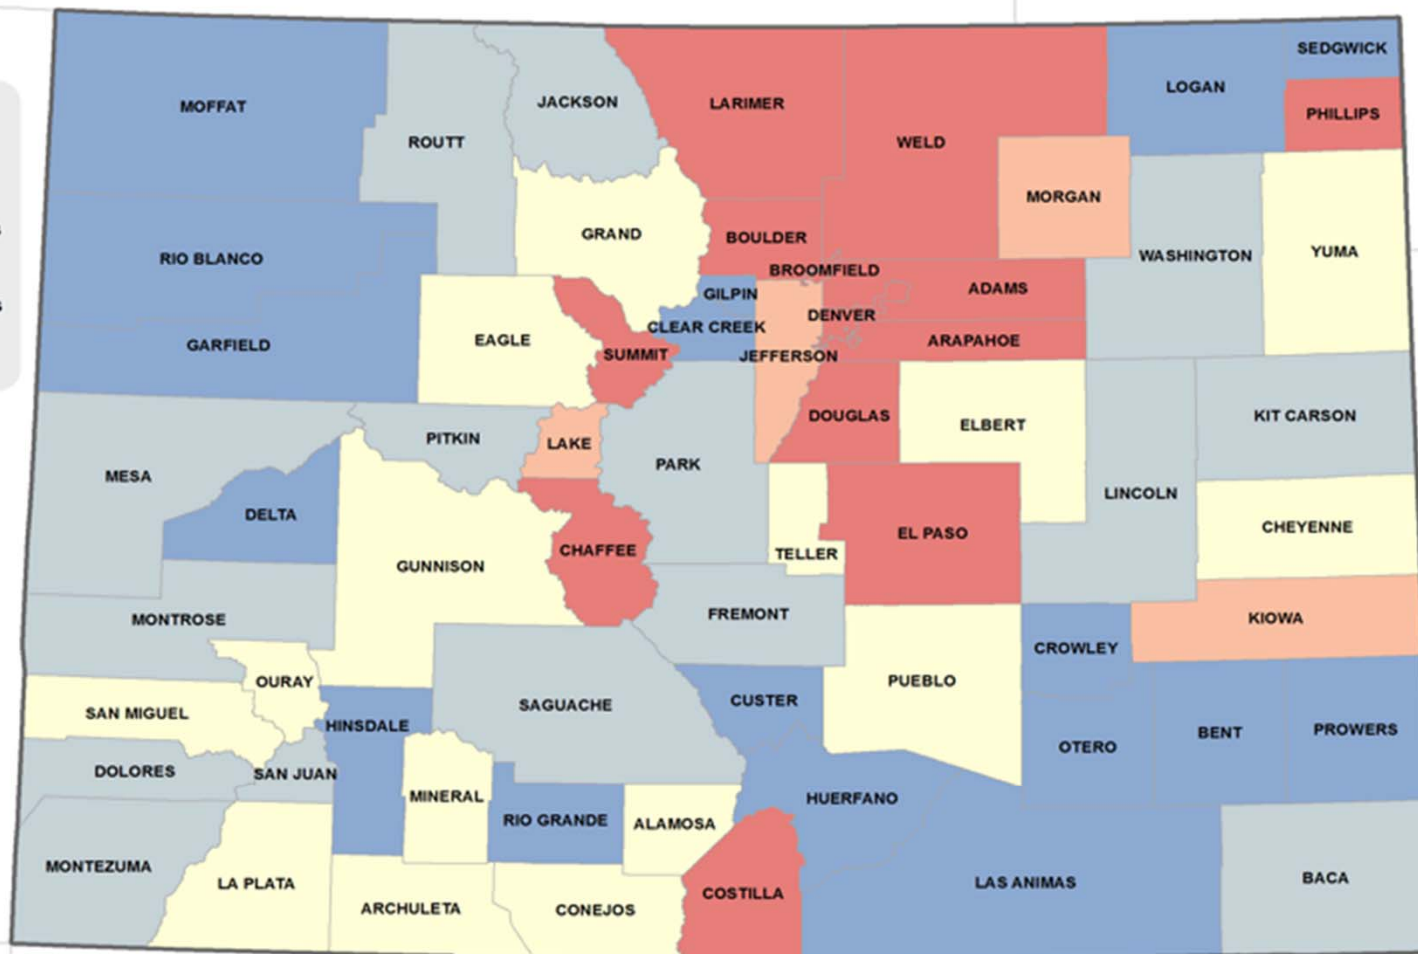 SEDGWICK
LOGAN
MOFFAT
JACKSON
LARIMER
PHILLIPS
ROUTT
WELD
MORGAN
GRAND
BOULDER
WASHINGTON
YUMA
RIO BLANCO
BROOMFIELD
GILPIN
ADAMS
DENVER
CLEAR CREEK
GARFIELD
EAGLE
ARAPAHOE
SUMMIT
JEFFERSON
DOUGLAS
KIT CARSON
ELBERT
PITKIN
LAKE
PARK
MESA
LINCOLN
DELTA
CHEYENNE
EL PASO
CHAFFEE
TELLER
GUNNISON
FREMONT
MONTROSE
KIOWA
CROWLEY
OURAY
PUEBLO
CUSTER
SAGUACHE
SAN MIGUEL
HINSDALE
PROWERS
BENT
OTERO
DOLORES
SAN JUAN
MINERAL
HUERFANO
RIO GRANDE
ALAMOSA
MONTEZUMA
BACA
LA PLATA
LAS ANIMAS
COSTILLA
ARCHULETA
CONEJOS